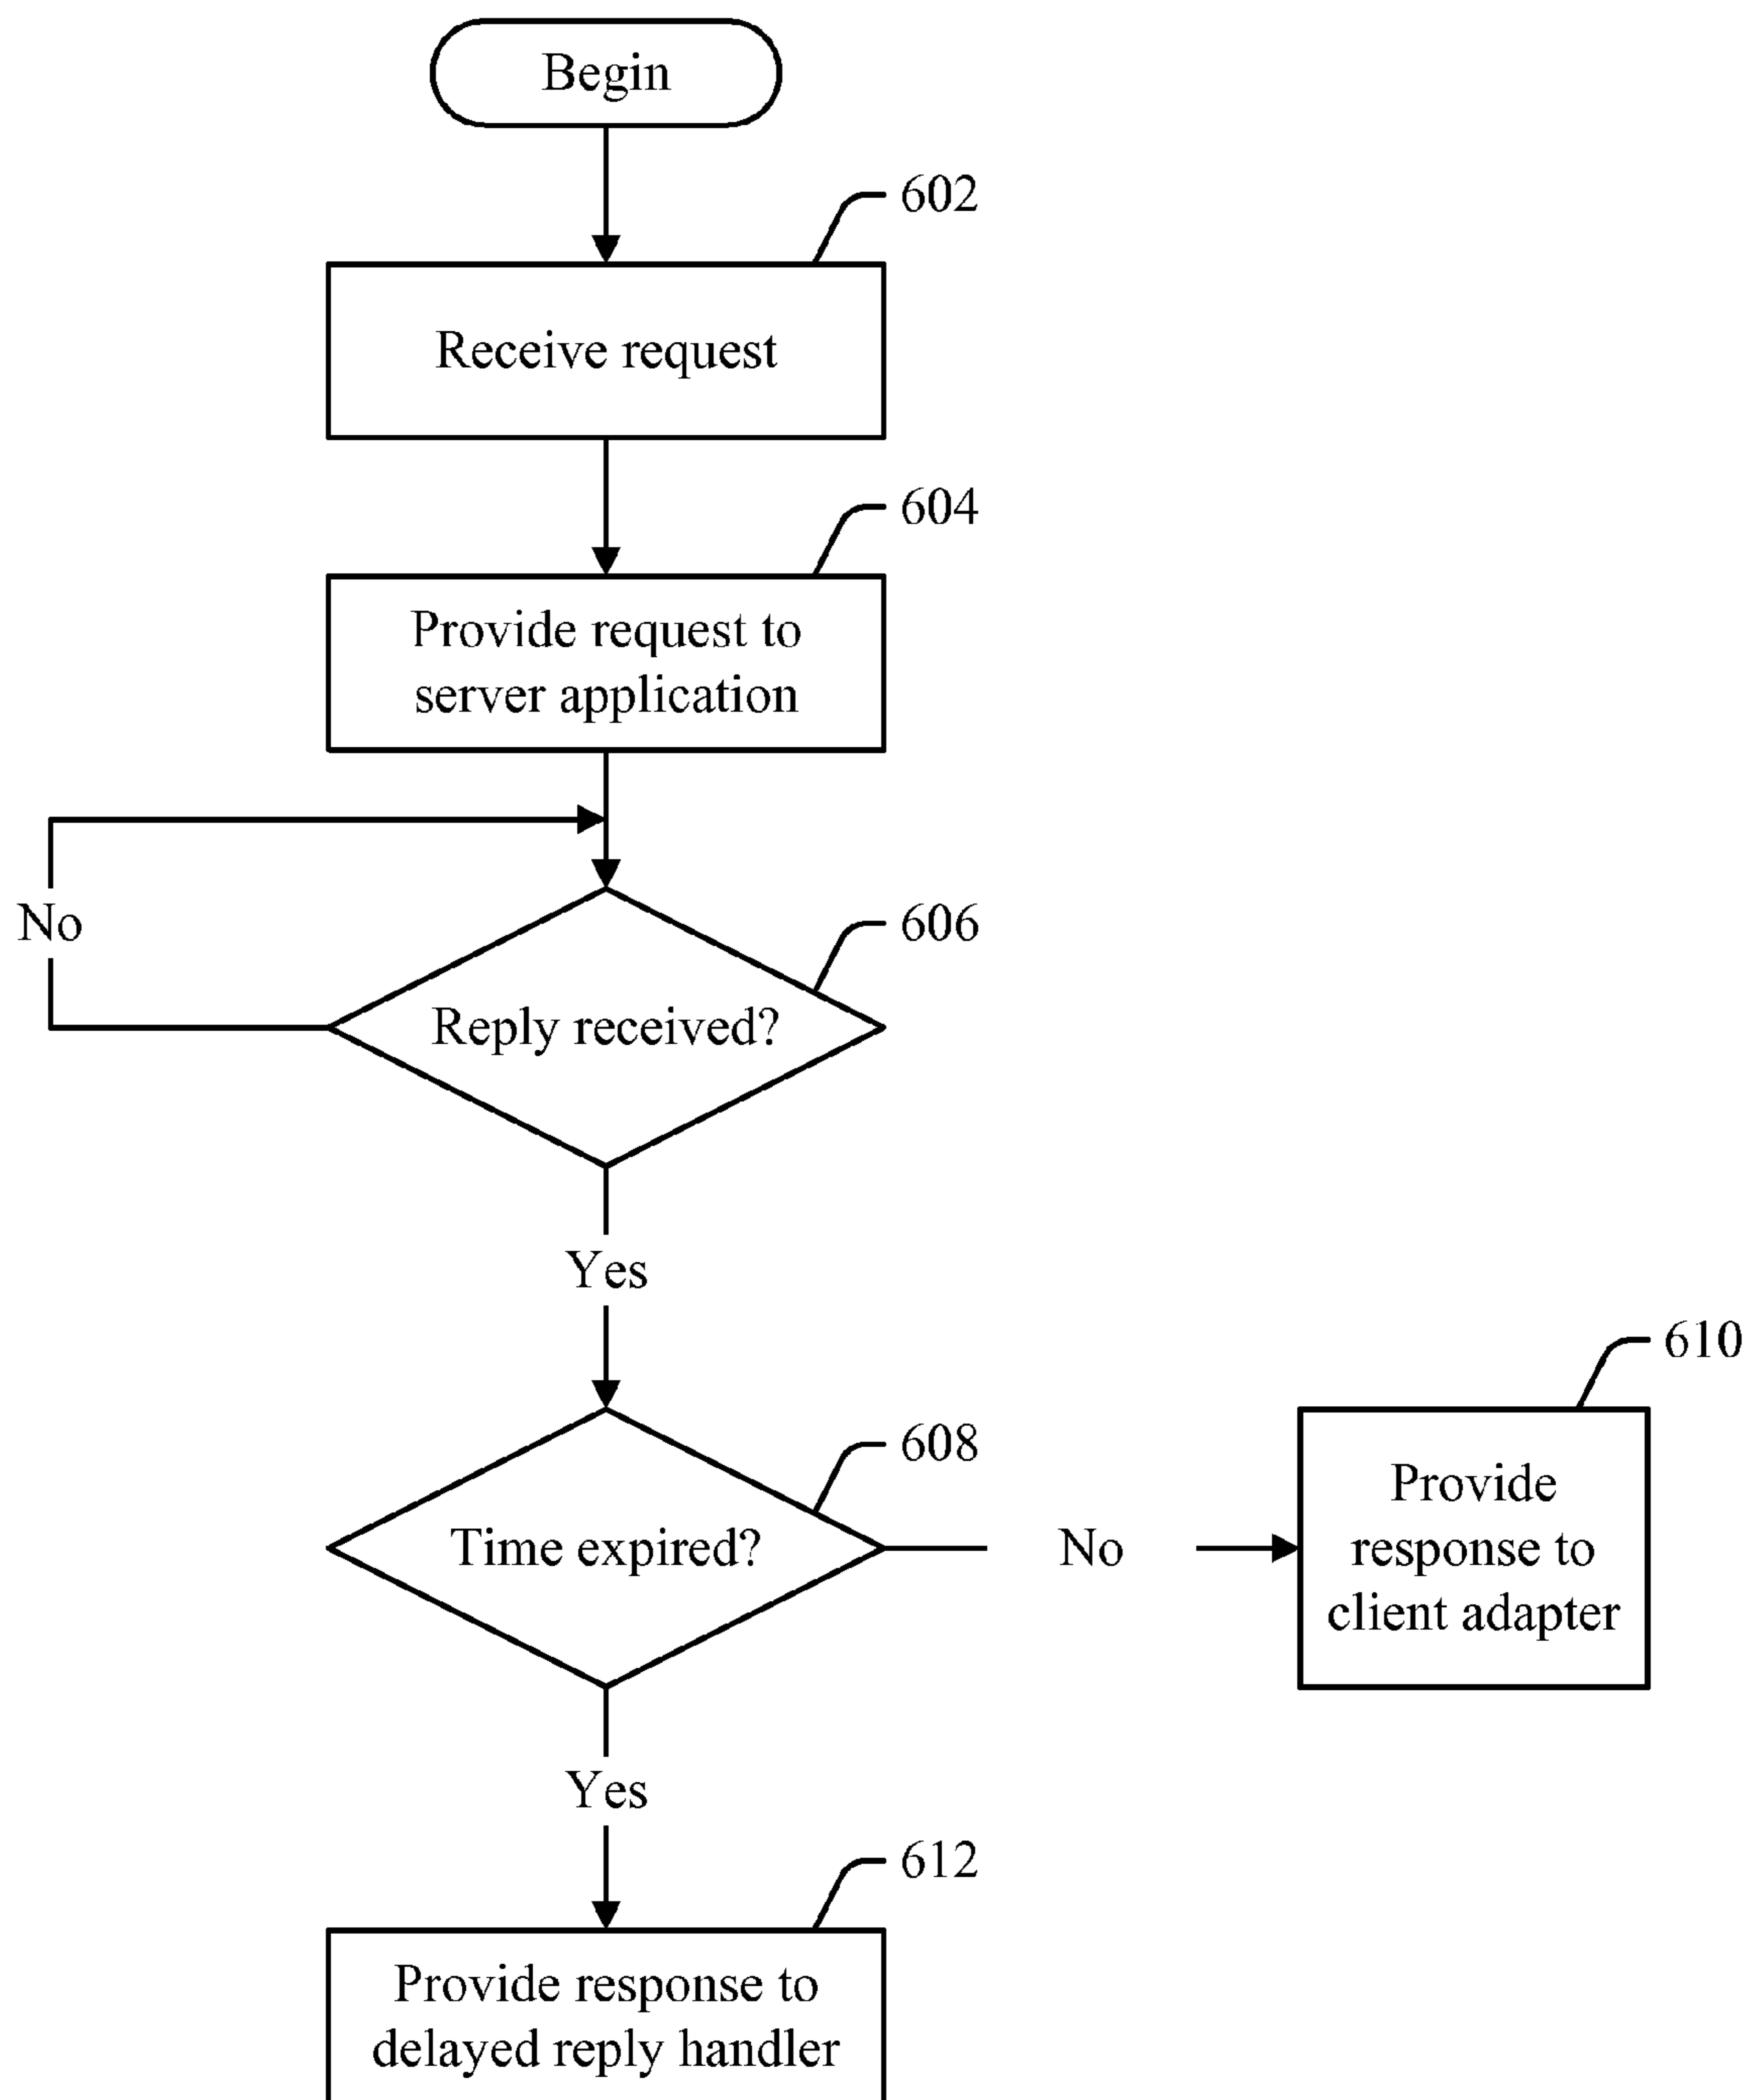 Begin
602
Receive request
604
Provide request to
server application
No
606
Reply received?
Yes
610
608
Time expired?
No
Provide
response to
client adapter
Yes
612
Provide response to
delayed reply handler